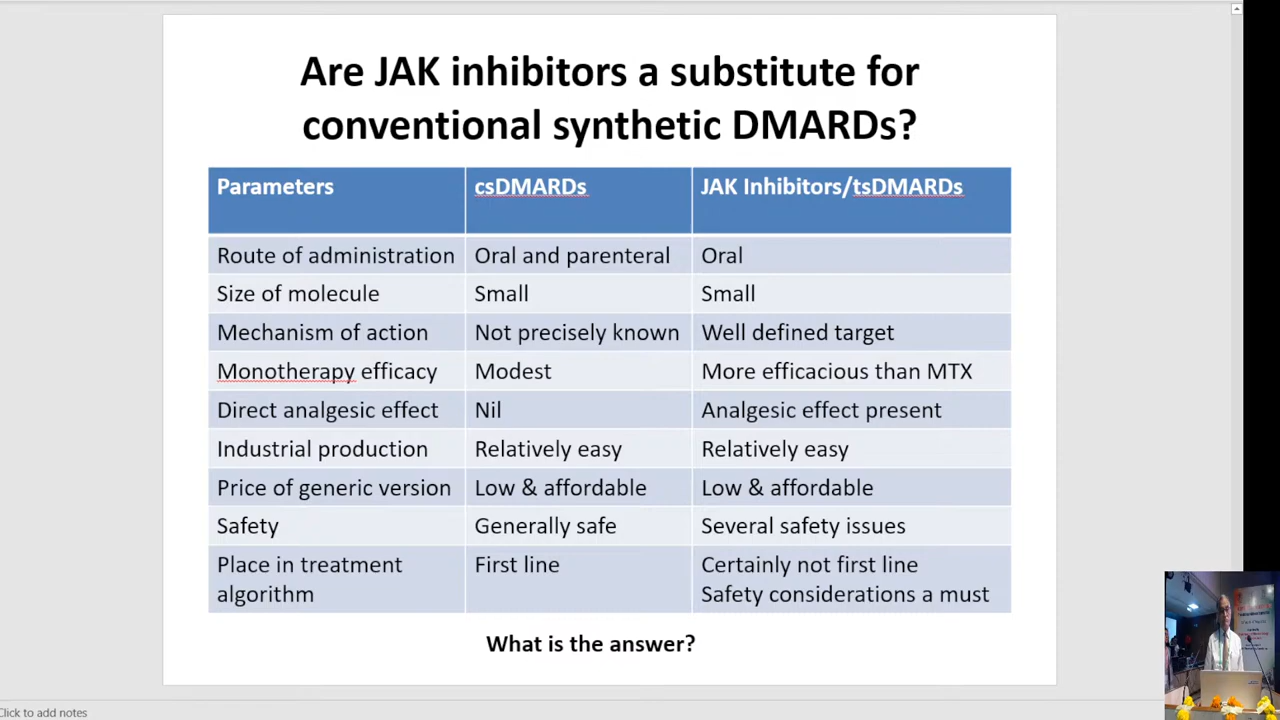 Are JAK inhibitors a substitute for
conventional synthetic DMARDs?
Parameters csDMARDs JAK Inhibitors/tsDMARDs
Route of administration Oral and parenteral Oral
Size of molecule Small Small
Mechanism of action Not precisely known Well defined target
Monotherapy efficacy Modest More efficacious than MTX
Direct analgesic effect Nil Analgesic effect present
Industrial production Relatively easy Relatively easy
Price of generic version Low & affordable Low & affordable
Safety Generally safe Several safety issues
Place in treatment First line Certainly not first line
algorithm Safety considerations a must
What is the answer?
Click to add notes